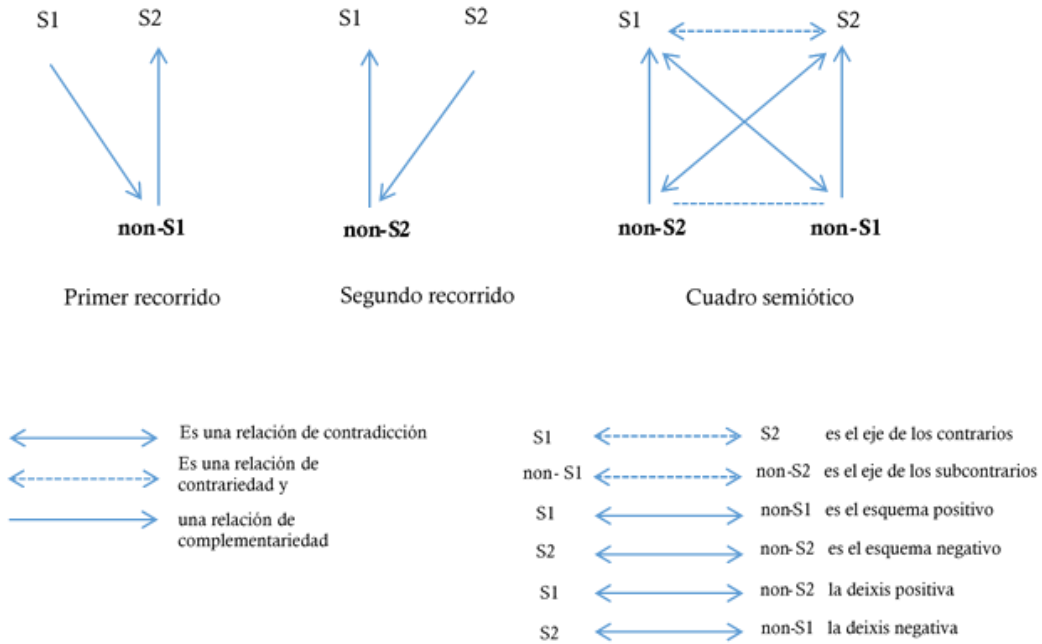 S1 S2 S1 S2 S1 S2
non-S1 non-S2 non-S2 non-S1
Primer recorrido Segundo recorrido Cuadro semiótico
Es una relación de contradicción
Es una relación de
contrariedad y
una relación de
complementariedad
S1 S2 es el eje de los contrarios
non- S1 non-S2 es el eje de los subcontrarios
S1 non-S1 es el esquema positivo
S2 non-S2 es el esquema negativo
S1 non-S2 la deixis positiva
S2 non-S1 la deixis negativa